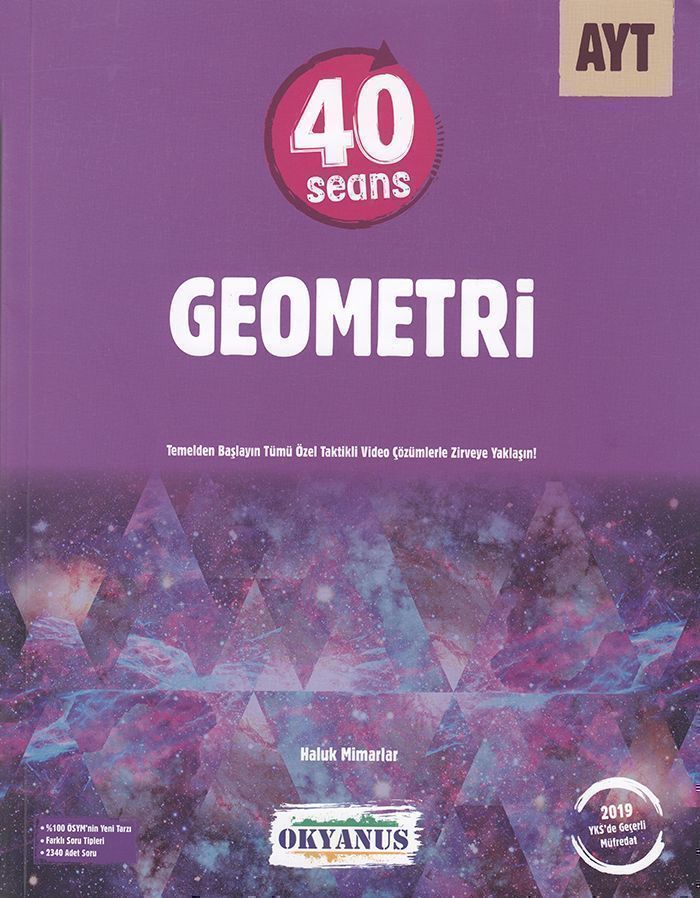 AYT
40
seans
GEOMETRi
Temelden Başlayın Tümü Özel Taktikli Video Çözümlerle Zirveye Yaklaşın!
Haluk Mimarlar
• %100 ÖSYM'nin Yeni Tarzı
• Farklı Soru Tipleri
• 2340 Adet Soru
OKYANUS
2019
YKS'de Geçerli
Müfredat